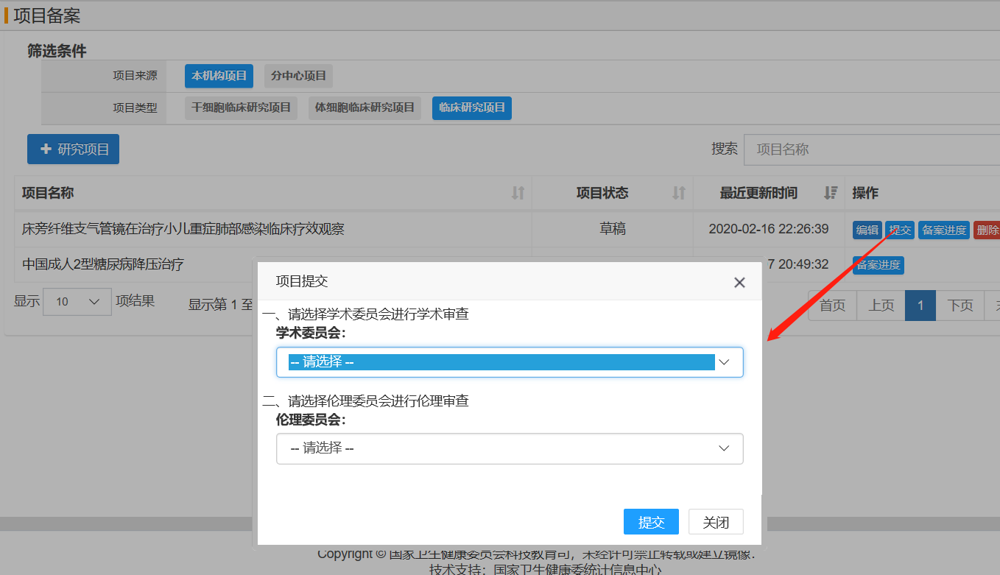 项目备案
筛选条件
项目来源 本机构项目 分中心项目
项目类型 干细胞临床研究项目 体细胞临床研究项目 临床研究项目
+ 研究项目 搜索 项目名称
项目名称 项目状态 最近更新时间 操作
床旁纤维支气管镜在治疗小儿重症肺部感染临床疗效观察 草稿 2020-02-16 22:26:39 编辑 提交 备案进度 删除
中国成人2型糖尿病降压治疗 7 20:49:32 备案进度
显示 10 项结果 显示第 1 至 首页 上页 1 下页
项目提交
一、请选择学术委员会进行学术审查
学术委员会:
-- 请选择 --
二、请选择伦理委员会进行伦理审查
伦理委员会:
-- 请选择 --
提交 关闭
Copyright © 国家卫生健康委员会科技教育司，未经许可禁止转载或建立镜像.
技术支持：国家卫生健康委统计信息中心